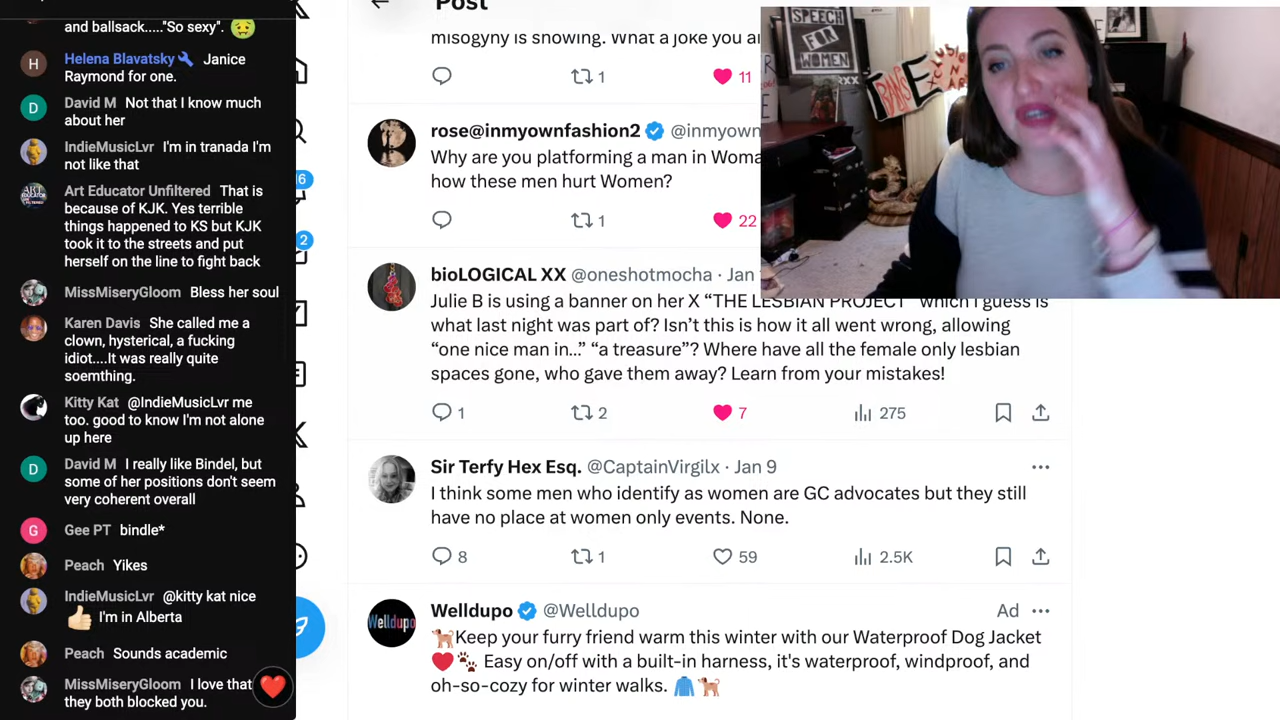 and ballsack....."So sexy". 🤢
H Helena Blavatsky🔧 Janice
Raymond for one.
D David M Not that I know much
about her
IndieMusicLvr I'm in tranada I'm
not like that
Art Educator Unfiltered That is
because of KJK. Yes terrible
things happened to KS but KJK
took it to the streets and put
herself on the line to fight back
MissMiseryGloom Bless her soul
Karen Davis She called me a
clown, hysterical, a fucking
idiot....It was really quite
soemthing.
Kitty Kat @IndieMusicLvr me
too. good to know I'm not alone
up here
D David M I really like Bindel, but
some of her positions don't seem
very coherent overall
G Gee PT bindle*
Peach Yikes
IndieMusicLvr @kitty kat nice
👍🏻 I'm in Alberta
Peach Sounds academic
MissMiseryGloom I love that
they both blocked you.
2
Post
misogyny is showing. What a joke you ar
1 11
rose@inmyownfashion2 @inmyown
Why are you platforming a man in Woma
how these men hurt Women?
1 22
bioLOGICAL XX @oneshotmocha · Jan
Julie B is using a banner on her X “THE LESBIAN PROJECT” which I guess is
what last night was part of? Isn’t this is how it all went wrong, allowing
“one nice man in...” “a treasure”? Where have all the female only lesbian
spaces gone, who gave them away? Learn from your mistakes!
1 2 7 275
Sir Terfy Hex Esq. @CaptainVirgilx · Jan 9
I think some men who identify as women are GC advocates but they still
have no place at women only events. None.
8 1 59 2.5K
Welldupo
Welldupo @Welldupo Ad
🐕Keep your furry friend warm this winter with our Waterproof Dog Jacket
❤️🐾 Easy on/off with a built-in harness, it's waterproof, windproof, and
oh-so-cozy for winter walks. 🧥🐕
SPEECH
FOR
WOMEN